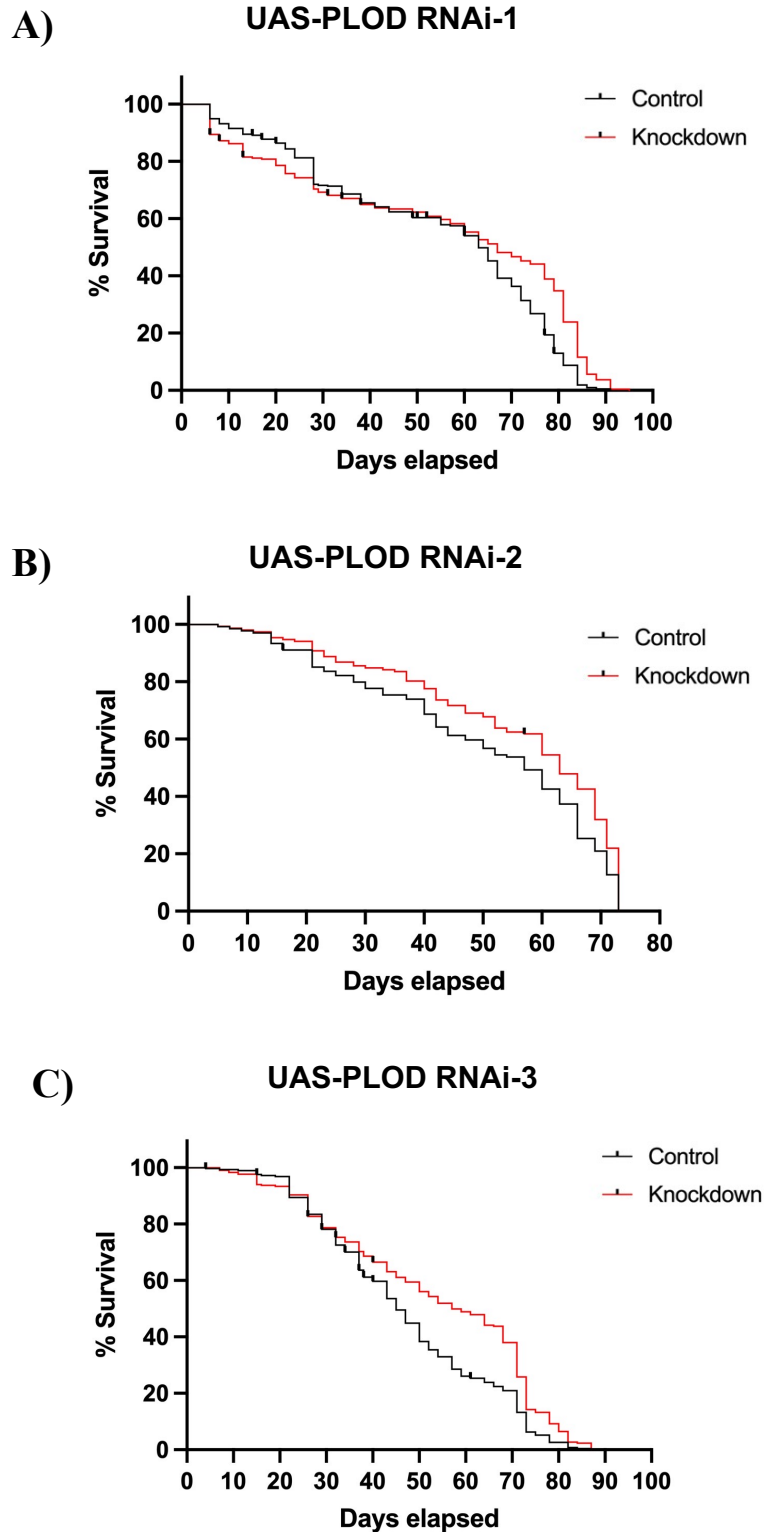 A)
UAS-PLOD RNAi-1
Control
Knockdown
% Survival
100
80
60
40
20
0
0 10 20 30 40 50 60 70 80 90 100
Days elapsed
B)
UAS-PLOD RNAi-2
Control
Knockdown
% Survival
100
80
60
40
20
0
0 10 20 30 40 50 60 70 80
Days elapsed
C)
UAS-PLOD RNAi-3
Control
Knockdown
% Survival
100
80
60
40
20
0
0 10 20 30 40 50 60 70 80 90 100
Days elapsed